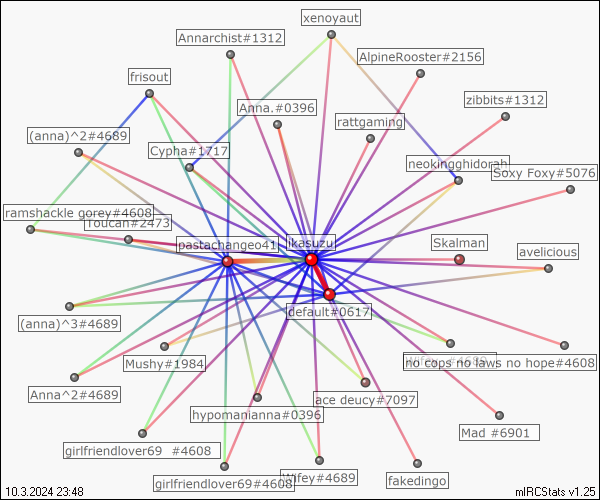 xenoyaut
Annarchist#1312
AlpineRooster#2156
frisout
zibbits#1312
Anna.#0396
rattgaming
(anna)^2#4689
Cypha#1717
neokingghidorah
Soxy Foxy#5076
ramshackle gorey#4608
Toucan#2473
pastachangeo41
likasuzu
Skalman
avelicious
default#0617
(anna)^3#4689
Mushy#1984
no cops no laws no hope#4608
Anna^2#4689
ace deucy#7097
hypomanianna#0396
Mad #6901
girlfriendlover69 #4608
girlfriendlover69#4608
Wifey#4689
fakedingo
10.3.2024 23:48
mIRCStats v1.25